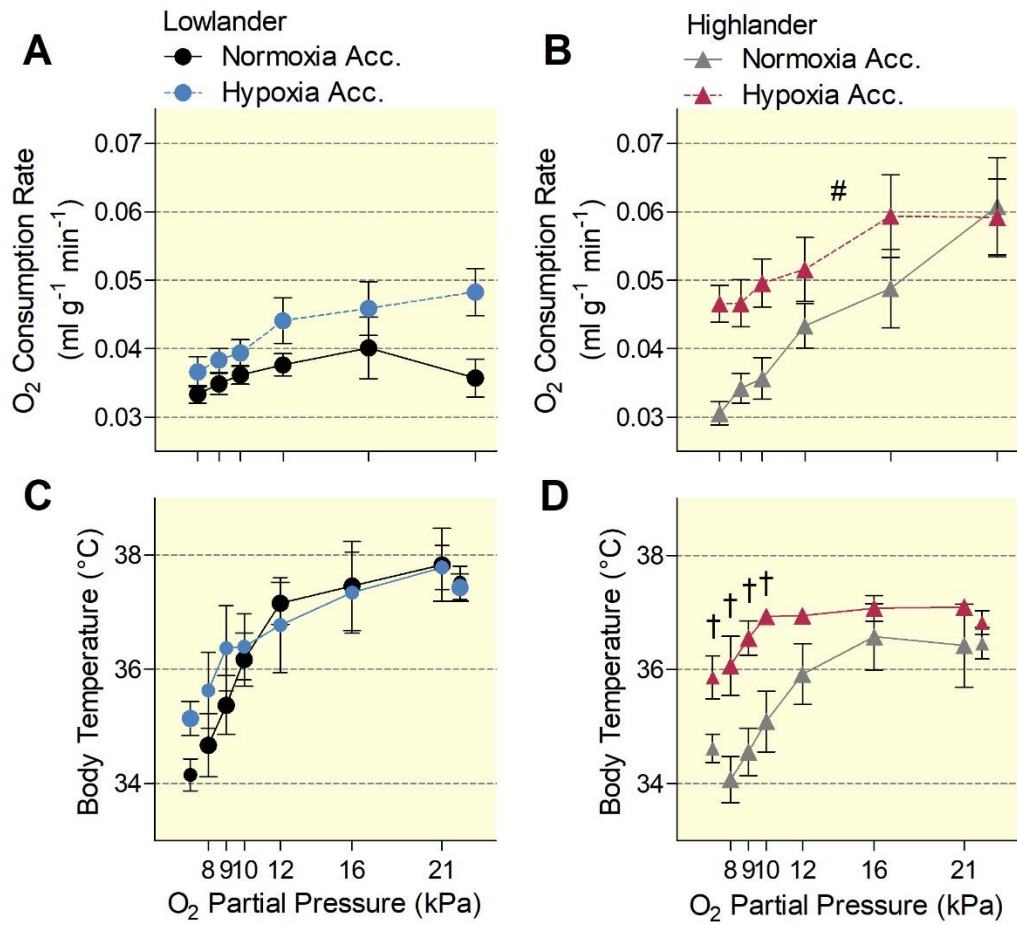 A
Lowlander
Normoxia Acc.
Hypoxia Acc.
B
Highlander
Normoxia Acc.
Hypoxia Acc.
O₂ Consumption Rate
(ml g⁻¹ min⁻¹)
0.07
0.06
0.05
0.04
0.03
O₂ Consumption Rate
(ml g⁻¹ min⁻¹)
0.07
0.06
0.05
0.04
0.03
#
C
Body Temperature (°C)
38
36
34
8 9 10 12 16 21
O₂ Partial Pressure (kPa)
D
Body Temperature (°C)
38
36
34
† † † †
8 9 10 12 16 21
O₂ Partial Pressure (kPa)